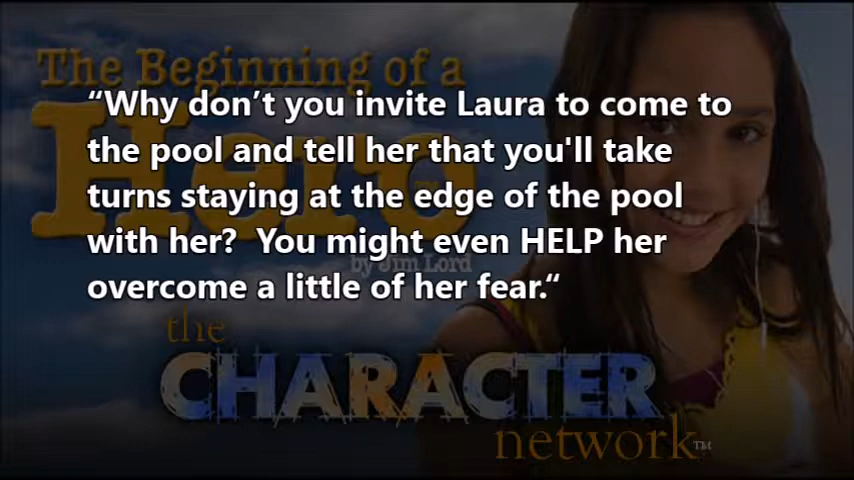 The Beginning of a
Hero
by Jim Lord
“Why don’t you invite Laura to come to
the pool and tell her that you'll take
turns staying at the edge of the pool
with her?  You might even HELP her
overcome a little of her fear.“
the
CHARACTER
network™